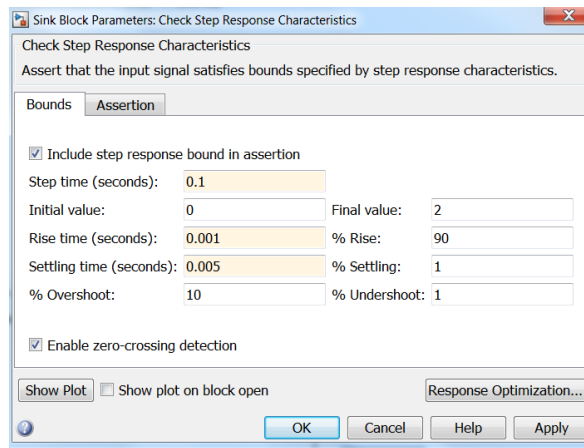 Sink Block Parameters: Check Step Response Characteristics
Check Step Response Characteristics
Assert that the input signal satisfies bounds specified by step response characteristics.
Bounds Assertion
Include step response bound in assertion
Step time (seconds): 0.1
Initial value: 0 Final value: 2
Rise time (seconds): 0.001 % Rise: 90
Settling time (seconds): 0.005 % Settling: 1
% Overshoot: 10 % Undershoot: 1
Enable zero-crossing detection
Show Plot Show plot on block open Response Optimization...
OK Cancel Help Apply